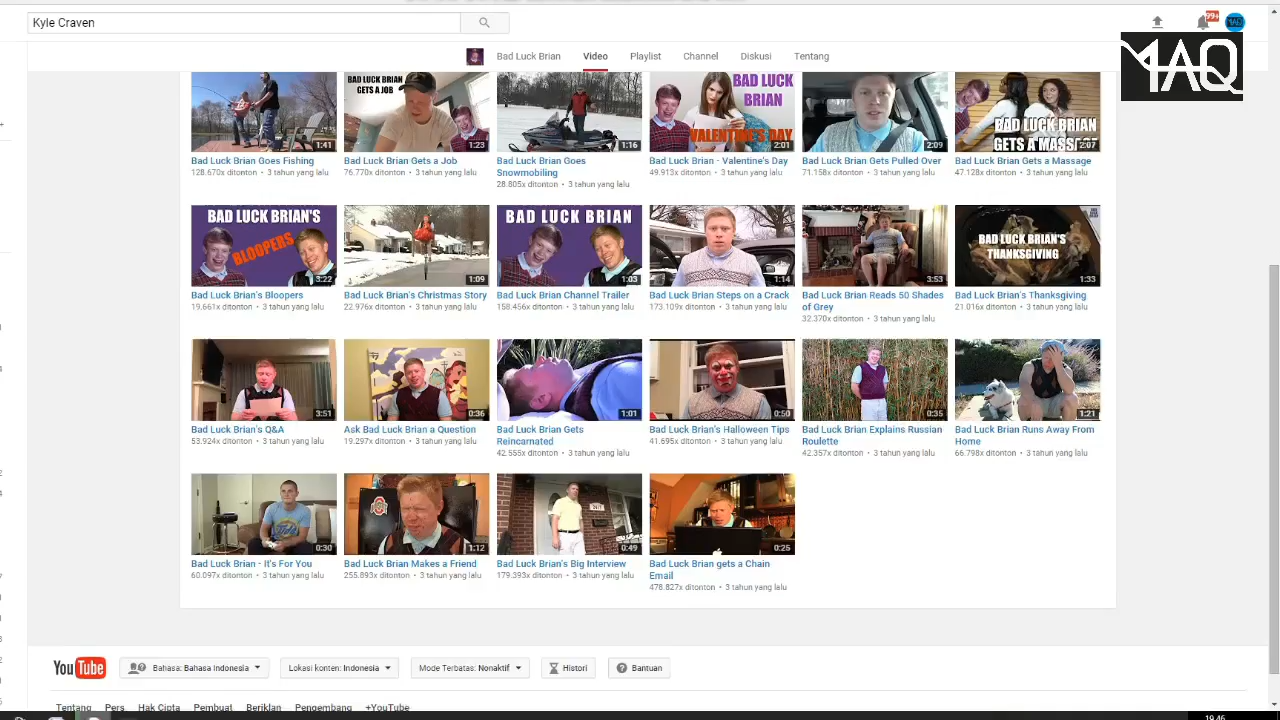 Kyle Craven
99+
MAQ
Bad Luck Brian
Video
Playlist
Channel
Diskusi
Tentang
MAQ
BAD LUCK BRIAN
GETS A JOB
BAD LUCK
BRIAN
VALENTINE'S DAY
BAD LUCK BRIAN
GETS A MASSAGE
1:41
1:23
1:16
2:01
2:09
2:07
Bad Luck Brian Goes Fishing
128.670x ditonton • 3 tahun yang lalu
Bad Luck Brian Gets a Job
76.770x ditonton • 3 tahun yang lalu
Bad Luck Brian Goes
Snowmobiling
28.805x ditonton • 3 tahun yang lalu
Bad Luck Brian - Valentine's Day
49.913x ditonton • 3 tahun yang lalu
Bad Luck Brian Gets Pulled Over
71.158x ditonton • 3 tahun yang lalu
Bad Luck Brian Gets a Massage
47.128x ditonton • 3 tahun yang lalu
BAD LUCK BRIAN'S
BLOOPERS
BAD LUCK BRIAN
BAD LUCK BRIAN'S
THANKSGIVING
3:22
1:09
1:03
1:14
3:53
1:33
Bad Luck Brian's Bloopers
119.661x ditonton • 3 tahun yang lalu
Bad Luck Brian's Christmas Story
22.976x ditonton • 3 tahun yang lalu
Bad Luck Brian Channel Trailer
158.456x ditonton • 3 tahun yang lalu
Bad Luck Brian Steps on a Crack
173.109x ditonton • 3 tahun yang lalu
Bad Luck Brian Reads 50 Shades
of Grey
32.370x ditonton • 3 tahun yang lalu
Bad Luck Brian's Thanksgiving
21.016x ditonton • 3 tahun yang lalu
3:51
0:36
1:01
0:50
0:35
1:21
Bad Luck Brian's Q&A
53.924x ditonton • 3 tahun yang lalu
Ask Bad Luck Brian a Question
19.297x ditonton • 3 tahun yang lalu
Bad Luck Brian Gets
Reincarnated
42.555x ditonton • 3 tahun yang lalu
Bad Luck Brian's Halloween Tips
41.695x ditonton • 3 tahun yang lalu
Bad Luck Brian Explains Russian
Roulette
42.357x ditonton • 3 tahun yang lalu
Bad Luck Brian Runs Away From
Home
66.798x ditonton • 3 tahun yang lalu
0:30
1:12
0:49
0:25
Bad Luck Brian - It's For You
60.097x ditonton • 3 tahun yang lalu
Bad Luck Brian Makes a Friend
255.893x ditonton • 3 tahun yang lalu
Bad Luck Brian's Big Interview
179.393x ditonton • 3 tahun yang lalu
Bad Luck Brian gets a Chain
Email
478.827x ditonton • 3 tahun yang lalu
YouTube
Bahasa: Bahasa Indonesia
Lokasi konten: Indonesia
Mode Terbatas: Nonaktif
Histori
Bantuan
Tentang
Pers
Hak Cipta
Pembuat
Beriklan
Pengembang
+YouTube
19.46